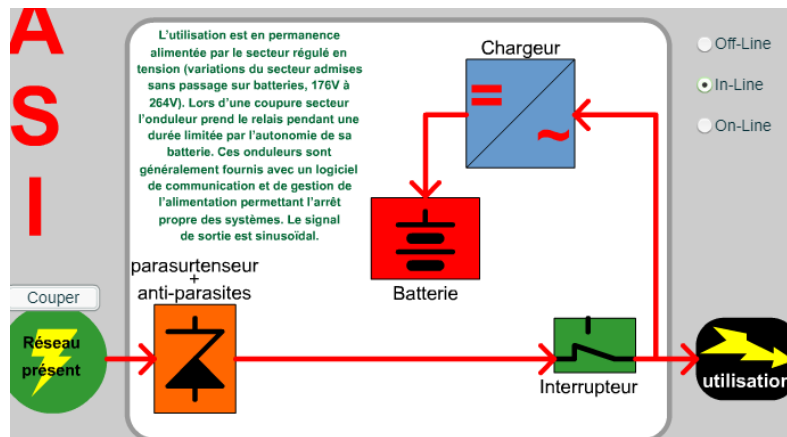 A
S
I
L'utilisation est en permanence
alimentée par le secteur régulé en
tension (variations du secteur admises
sans passage sur batteries, 176V à
264V). Lors d'une coupure secteur
l'onduleur prend le relais pendant une
durée limitée par l'autonomie de sa
batterie. Ces onduleurs sont
généralement fournis avec un logiciel
de communication et de gestion de
l'alimentation permettant l'arrêt
propre des systèmes. Le signal
de sortie est sinusoïdal.
Chargeur
=
~
Off-Line
In-Line
On-Line
Batterie
parasurtenseur
+
anti-parasites
Couper
Réseau
présent
Interrupteur
utilisation